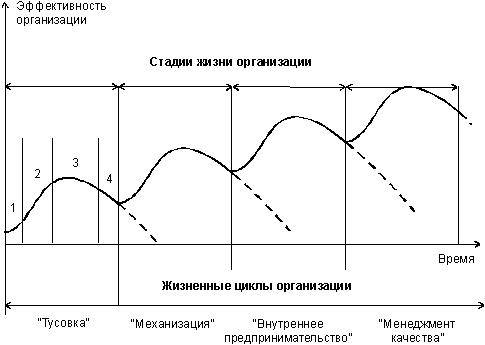 Эффективность
организации
Стадии жизни организации
1
2
3
4
Время
Жизненные циклы организации
"Тусовка"
"Механизация"
"Внутреннее
предпринимательство"
"Менеджмент
качества"